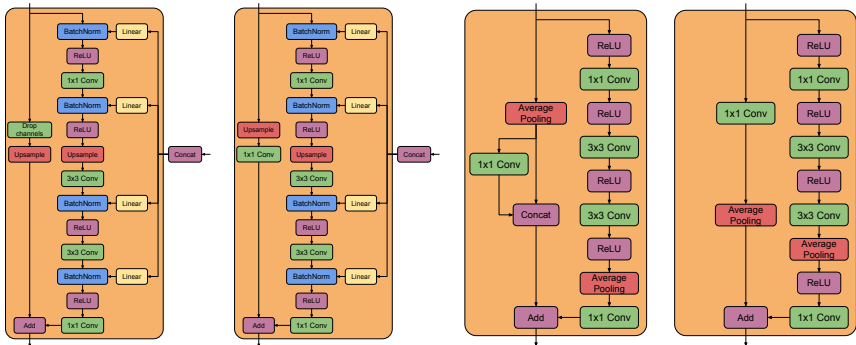 BatchNorm
Linear
ReLU
1x1 Conv
BatchNorm
Linear
Drop
channels
ReLU
Upsample
Upsample
Concat
3x3 Conv
BatchNorm
Linear
ReLU
3x3 Conv
BatchNorm
Linear
ReLU
Add
1x1 Conv
BatchNorm
Linear
ReLU
1x1 Conv
BatchNorm
Linear
Upsample
ReLU
1x1 Conv
Upsample
Concat
3x3 Conv
BatchNorm
Linear
ReLU
3x3 Conv
BatchNorm
Linear
ReLU
Add
1x1 Conv
ReLU
1x1 Conv
Average
Pooling
ReLU
1x1 Conv
3x3 Conv
ReLU
Concat
3x3 Conv
ReLU
Average
Pooling
Add
1x1 Conv
ReLU
1x1 Conv
1x1 Conv
ReLU
3x3 Conv
ReLU
Average
Pooling
3x3 Conv
Average
Pooling
ReLU
Add
1x1 Conv